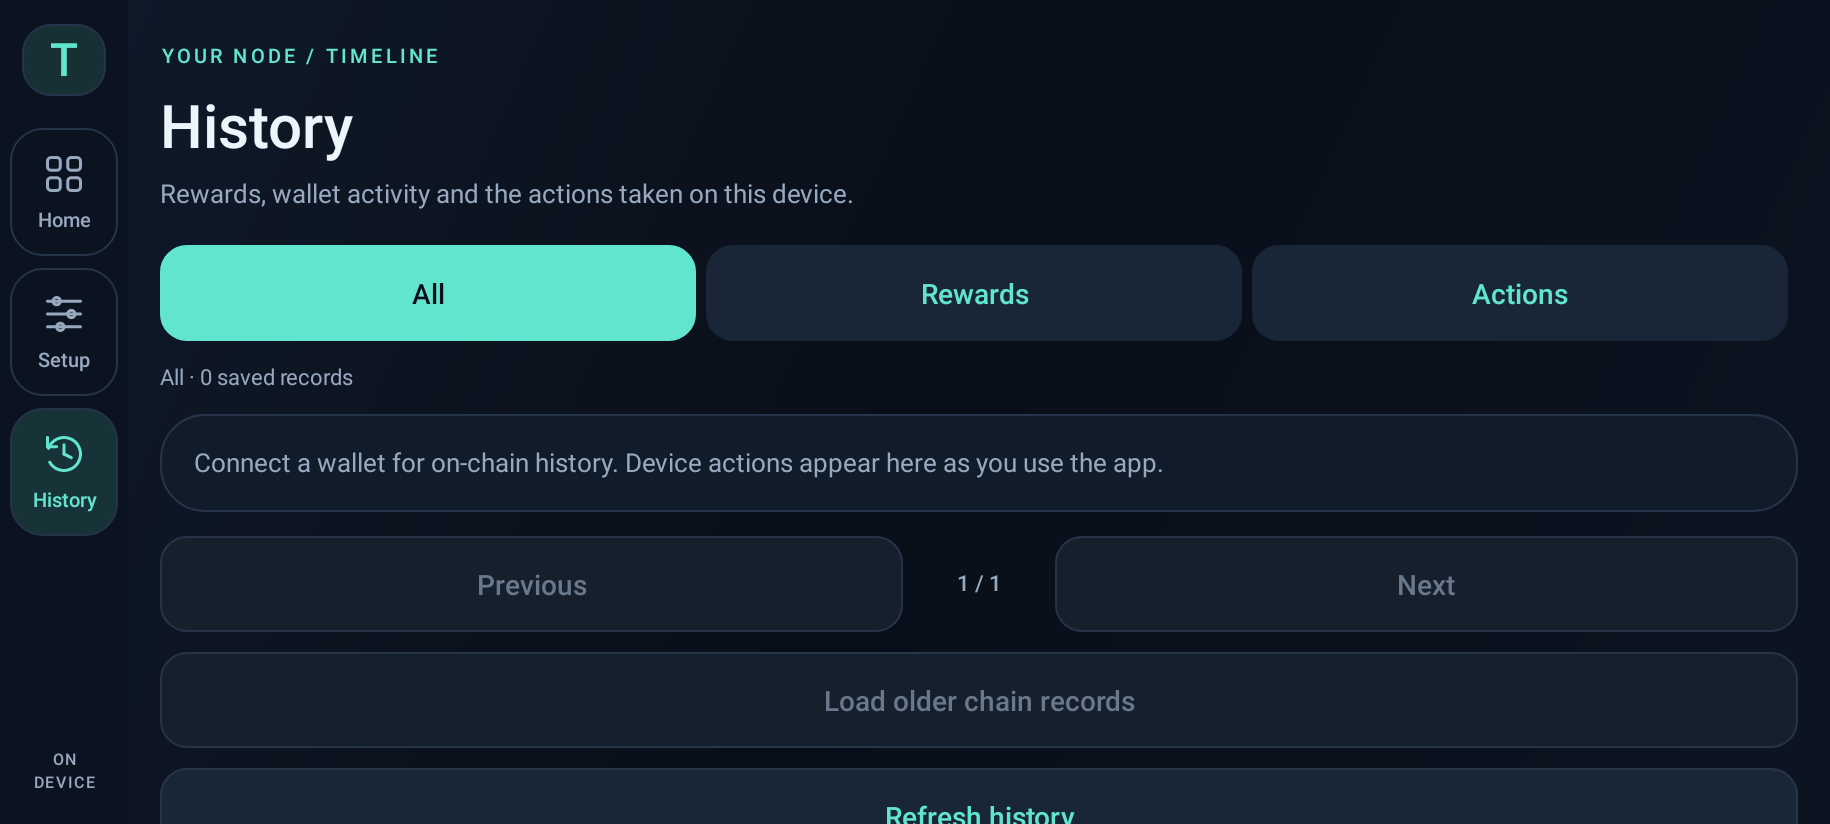 T
Home
Setup
History
ON
DEVICE
YOUR NODE / TIMELINE
History
Rewards, wallet activity and the actions taken on this device.
All
Rewards
Actions
All · 0 saved records
Connect a wallet for on-chain history. Device actions appear here as you use the app.
Previous
1 / 1
Next
Load older chain records
Refresh history